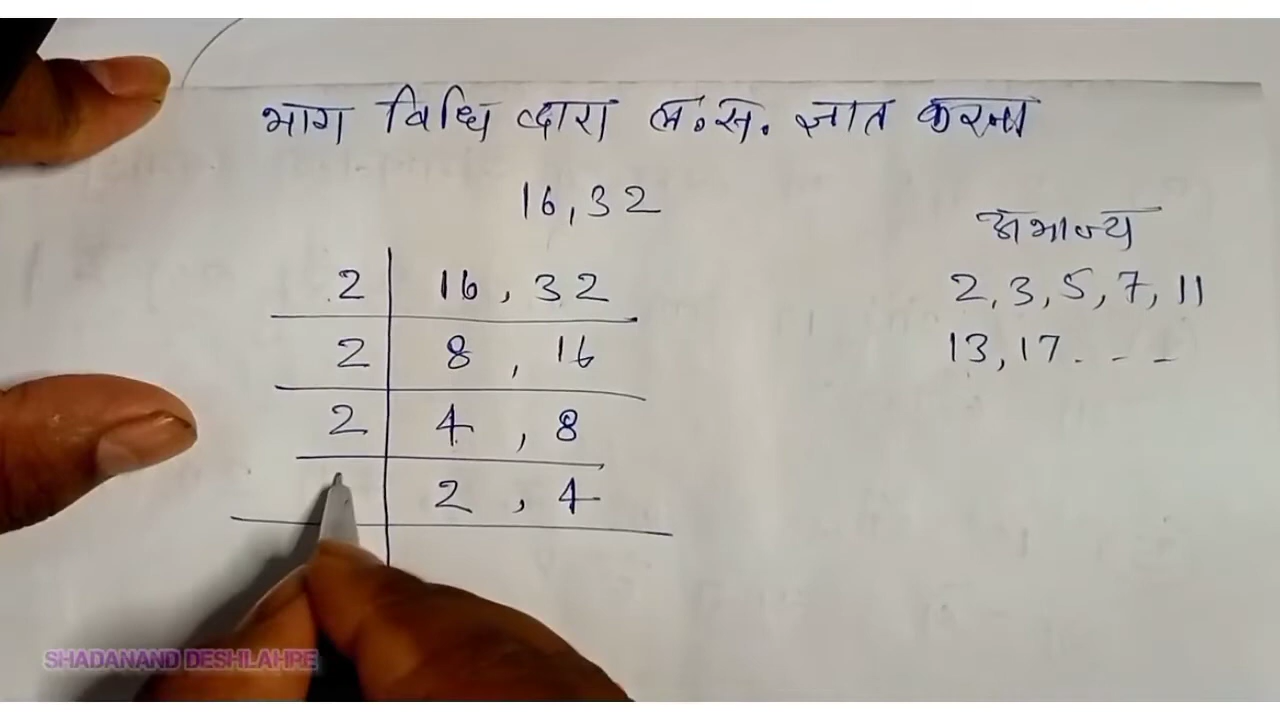 भाग विधि द्वारा ल.स. ज्ञात करना
16,32
अभाज्य
2,3,5,7,11
13,17---
2 16,32
2 8,16
2 4,8
2,4
SHADANAND DESHLAHRE